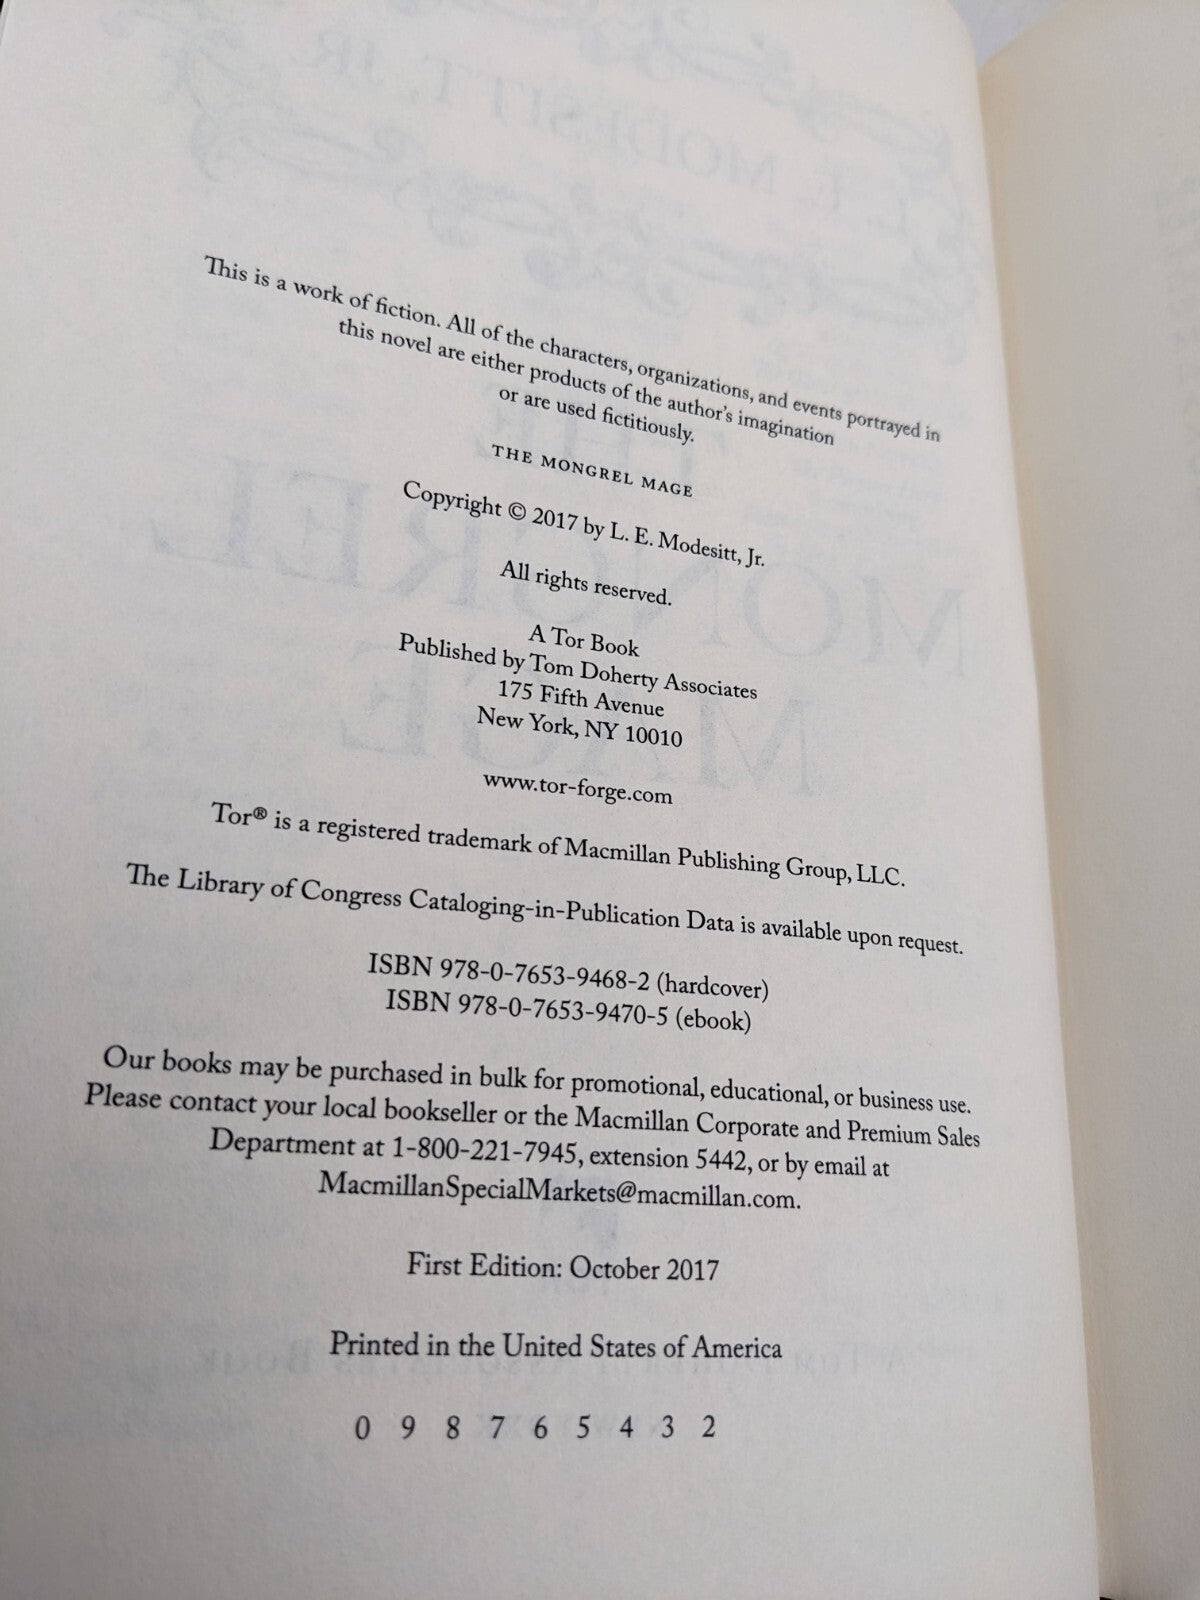 This is a work of fiction. All of the characters, organizations, and events portrayed in
this novel are either products of the author's imagination
or are used fictitiously.
THE MONGREL MAGE
Copyright © 2017 by L. E. Modesitt, Jr.
All rights reserved.
A Tor Book
Published by Tom Doherty Associates
175 Fifth Avenue
New York, NY 10010
www.tor-forge.com
Tor® is a registered trademark of Macmillan Publishing Group, LLC.
The Library of Congress Cataloging-in-Publication Data is available upon request.
ISBN 978-0-7653-9468-2 (hardcover)
ISBN 978-0-7653-9470-5 (ebook)
Our books may be purchased in bulk for promotional, educational, or business use.
Please contact your local bookseller or the Macmillan Corporate and Premium Sales
Department at 1-800-221-7945, extension 5442, or by email at
MacmillanSpecialMarkets@macmillan.com.
First Edition: October 2017
Printed in the United States of America
0 9 8 7 6 5 4 3 2